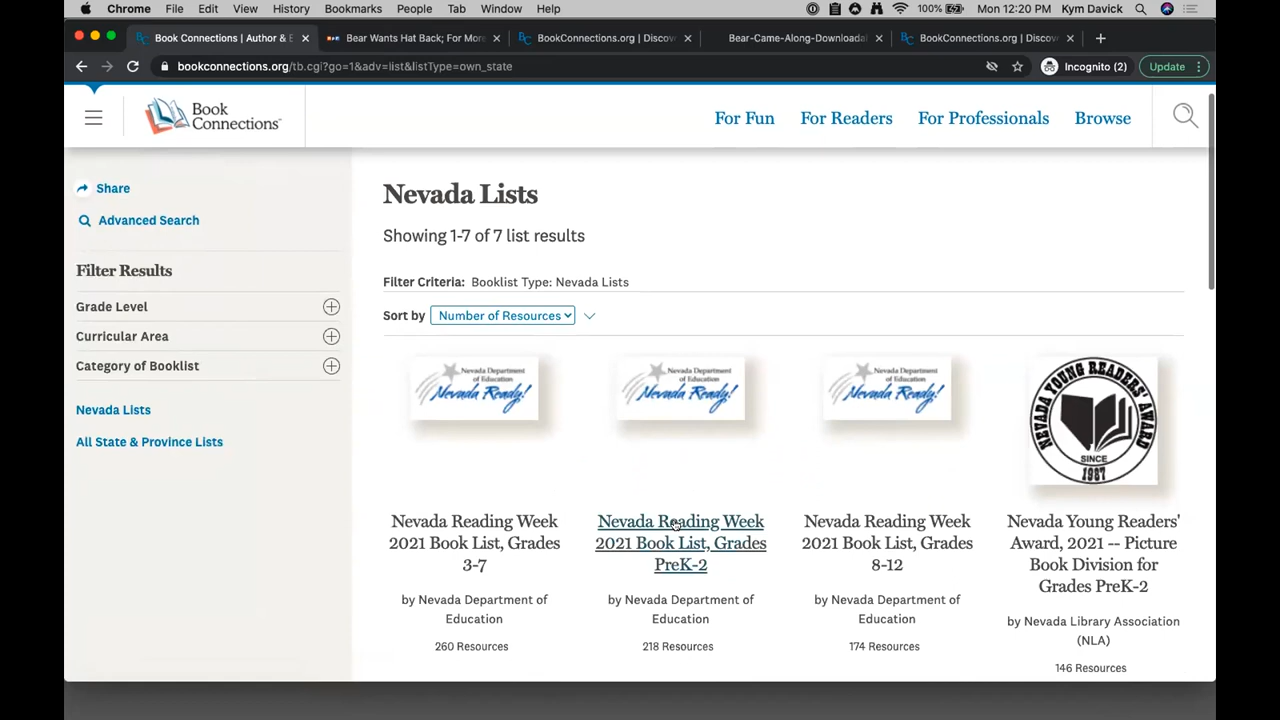 Chrome File Edit View History Bookmarks People Tab Window Help 100% Mon 12:20 PM Kym Davick
Book Connections | Author & B Bear Wants Hat Back; For More BookConnections.org | Discov Bear-Came-Along-Downloadal BookConnections.org | Discov
bookconnections.org/tb.cgi?go=1&adv=list&listType=own_state Incognito (2) Update
Book
Connections
For Fun For Readers For Professionals Browse
Share
Advanced Search
Filter Results
Grade Level
Curricular Area
Category of Booklist
Nevada Lists
All State & Province Lists
Nevada Lists
Showing 1-7 of 7 list results
Filter Criteria: Booklist Type: Nevada Lists
Sort by Number of Resources
Nevada Department
of Education
Nevada Ready!
Nevada Reading Week
2021 Book List, Grades
3-7
by Nevada Department of
Education
260 Resources
Nevada Department
of Education
Nevada Ready!
Nevada Reading Week
2021 Book List, Grades
PreK-2
by Nevada Department of
Education
218 Resources
Nevada Department
of Education
Nevada Ready!
Nevada Reading Week
2021 Book List, Grades
8-12
by Nevada Department of
Education
174 Resources
NEVADA YOUNG READERS' AWARD
SINCE
1987
Nevada Young Readers'
Award, 2021 -- Picture
Book Division for
Grades PreK-2
by Nevada Library Association
(NLA)
146 Resources